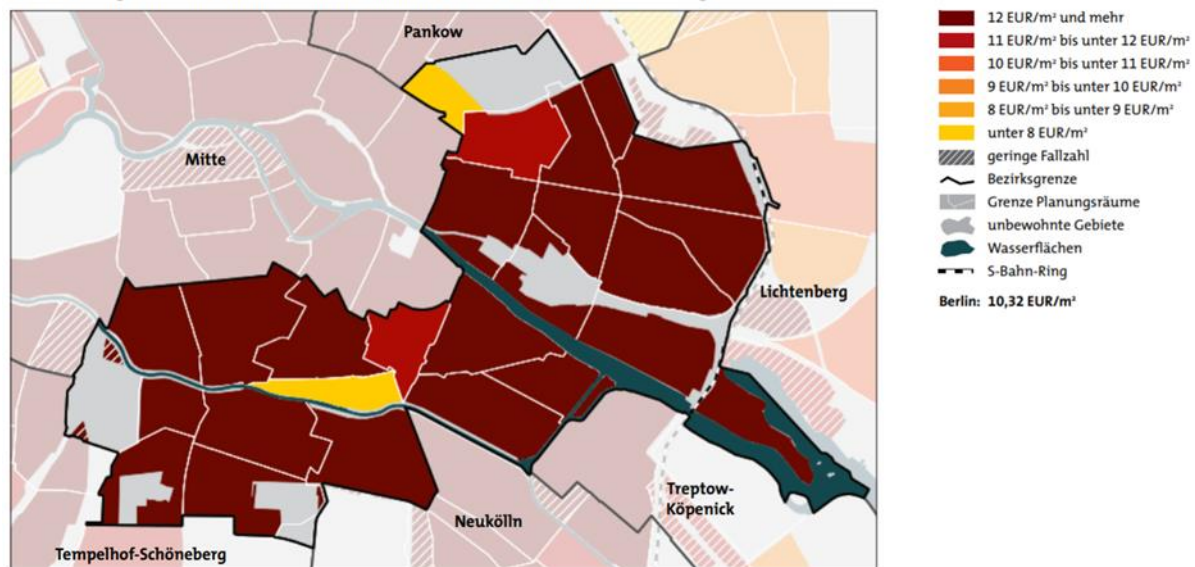 Pankow
Mitte
Lichtenberg
Treptow-
Köpenick
Neukölln
Tempelhof-Schöneberg
12 EUR/m² und mehr
11 EUR/m² bis unter 12 EUR/m²
10 EUR/m² bis unter 11 EUR/m²
9 EUR/m² bis unter 10 EUR/m²
8 EUR/m² bis unter 9 EUR/m²
unter 8 EUR/m²
geringe Fallzahl
Bezirksgrenze
Grenze Planungsräume
unbewohnte Gebiete
Wasserflächen
S-Bahn-Ring
Berlin: 10,32 EUR/m²